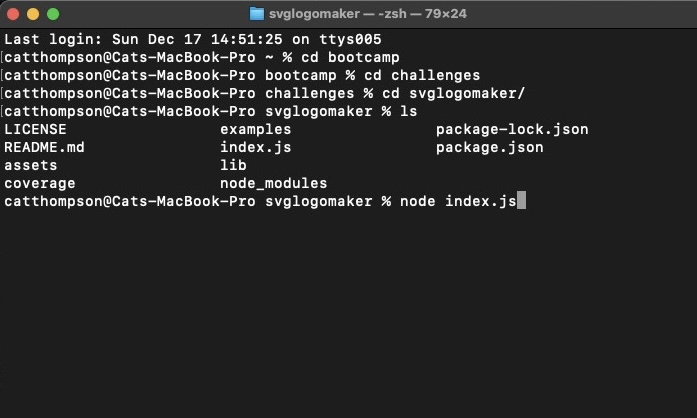 svglogomaker — -zsh — 79×24
Last login: Sun Dec 17 14:51:25 on ttys005
[catthompson@Cats-MacBook-Pro ~ % cd bootcamp
[catthompson@Cats-MacBook-Pro bootcamp % cd challenges
[catthompson@Cats-MacBook-Pro challenges % cd svglogomaker/
[catthompson@Cats-MacBook-Pro svglogomaker % ls
LICENSE examples package-lock.json
README.md index.js package.json
assets lib
coverage node_modules
catthompson@Cats-MacBook-Pro svglogomaker % node index.js